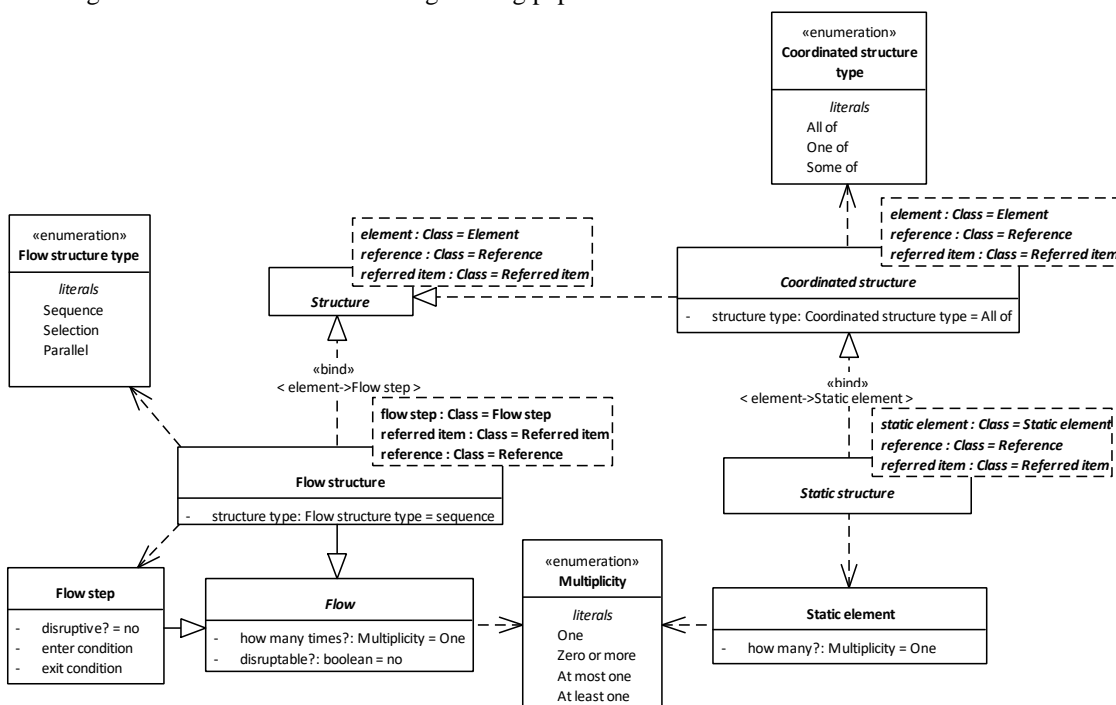 «enumeration»
Coordinated structure
type
literals
All of
One of
Some of
element : Class = Element
reference : Class = Reference
referred item : Class = Referred item
Coordinated structure
- structure type: Coordinated structure type = All of
«enumeration»
Flow structure type
literals
Sequence
Selection
Parallel
element : Class = Element
reference : Class = Reference
referred item : Class = Referred item
Structure
«bind»
< element->Flow step >
«bind»
< element->Static element >
flow step : Class = Flow step
referred item : Class = Referred item
reference : Class = Reference
Flow structure
- structure type: Flow structure type = sequence
static element : Class = Static element
reference : Class = Reference
referred item : Class = Referred item
Static structure
Flow step
- disruptive? = no
- enter condition
- exit condition
Flow
- how many times?: Multiplicity = One
- disruptable?: boolean = no
«enumeration»
Multiplicity
literals
One
Zero or more
At most one
At least one
Static element
- how many?: Multiplicity = One